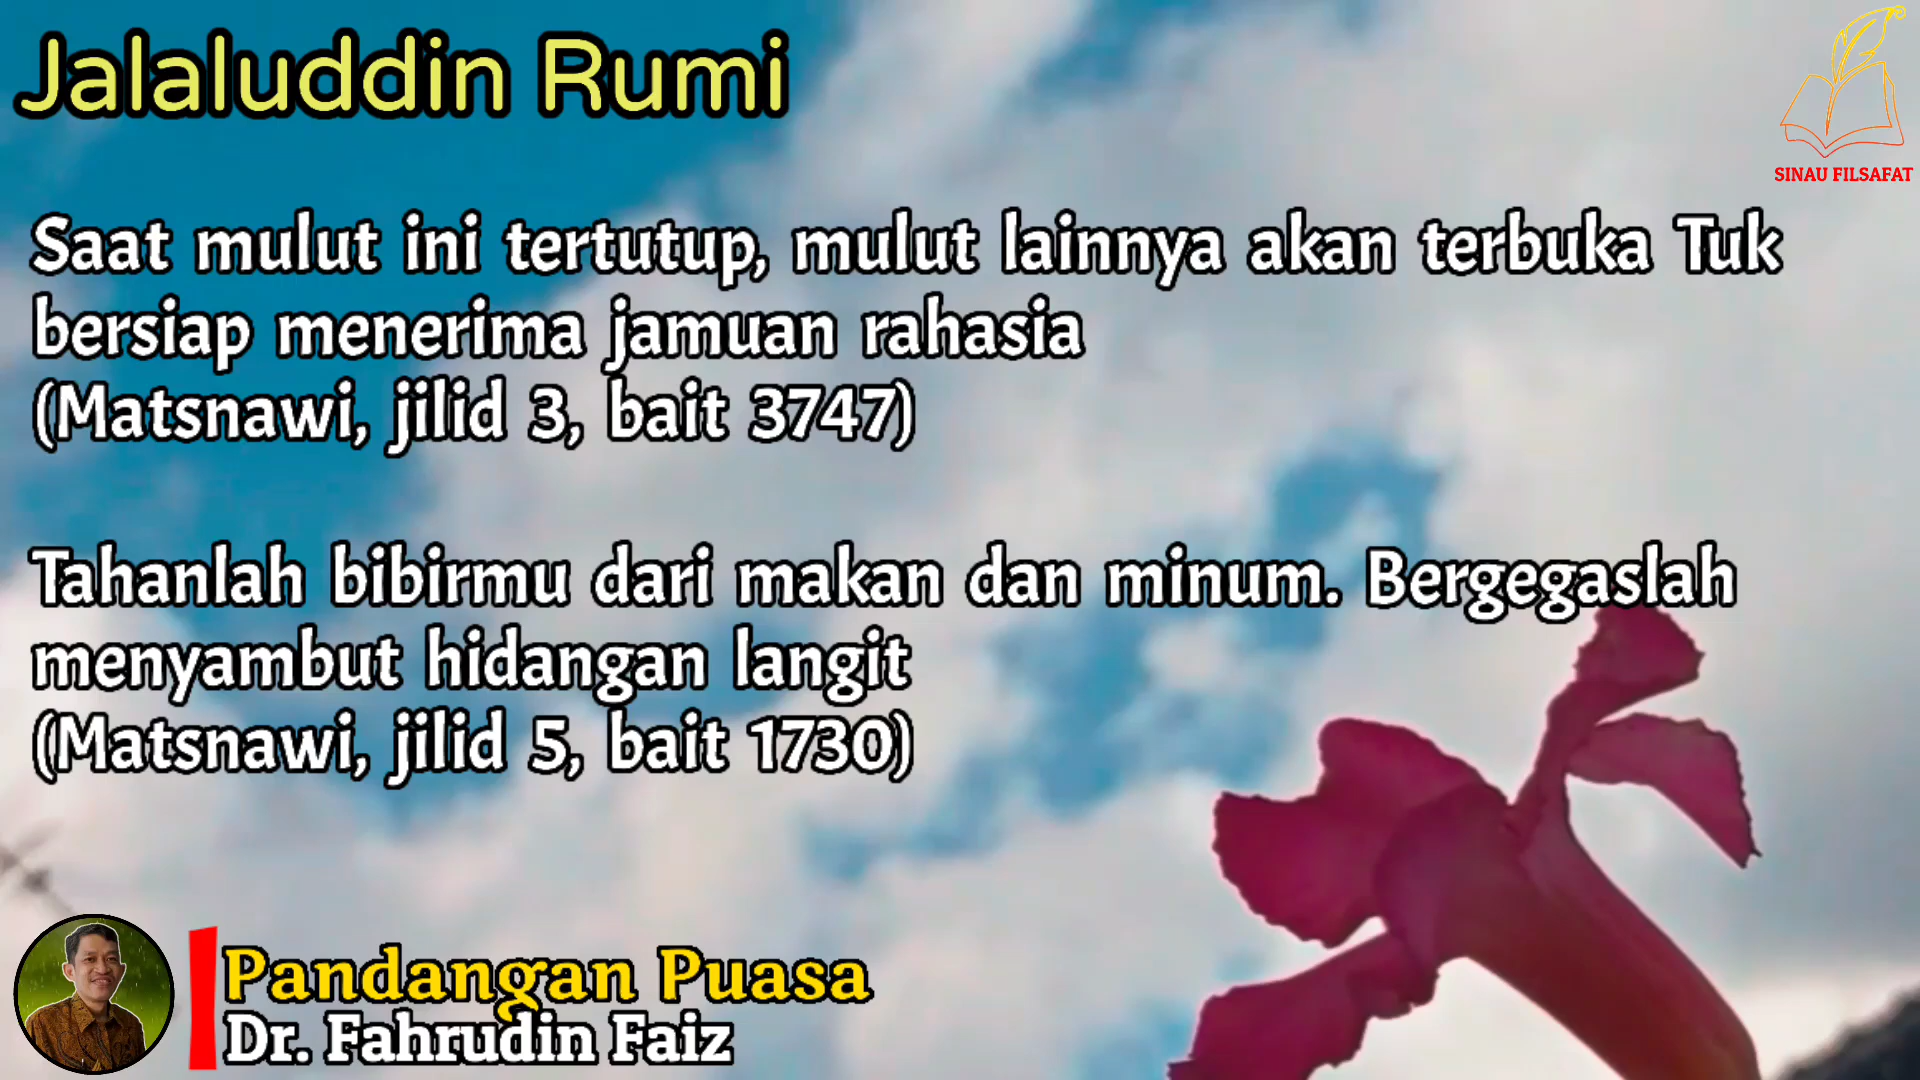 Jalaluddin Rumi
SINAU FILSAFAT
Saat mulut ini tertutup, mulut lainnya akan terbuka Tuk
bersiap menerima jamuan rahasia
(Matsnawi, jilid 3, bait 3747)
Tahanlah bibirmu dari makan dan minum. Bergegaslah
menyambut hidangan langit
(Matsnawi, jilid 5, bait 1730)
Pandangan Puasa
Dr. Fahrudin Faiz